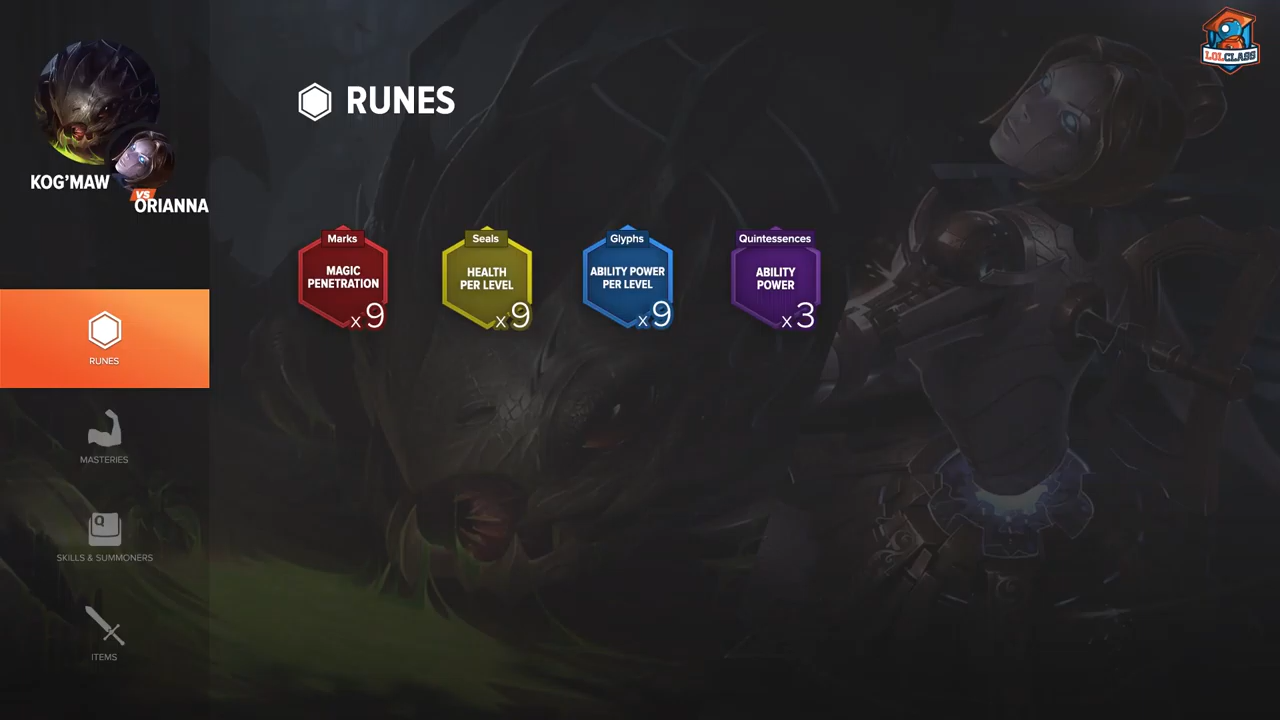 LOLCLASS
KOG'MAW
VS
ORIANNA
RUNES
Marks
MAGIC
PENETRATION
x9
Seals
HEALTH
PER LEVEL
x9
Glyphs
ABILITY POWER
PER LEVEL
x9
Quintessences
ABILITY
POWER
x3
RUNES
MASTERIES
Q
SKILLS & SUMMONERS
ITEMS